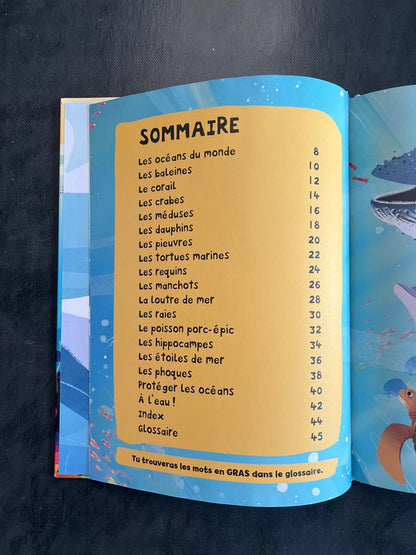 SOMMAIRE
Les océans du monde 8
Les baleines 10
Le corail 12
Les crabes 14
Les méduses 16
Les dauphins 18
Les pieuvres 20
Les tortues marines 22
Les requins 24
Les manchots 26
La loutre de mer 28
Les raies 30
Le poisson porc-épic 32
Les hippocampes 34
Les étoiles de mer 36
Les phoques 38
Protéger les océans 40
À l'eau ! 42
Index 44
Glossaire 45
Tu trouveras les mots en GRAS dans le glossaire.